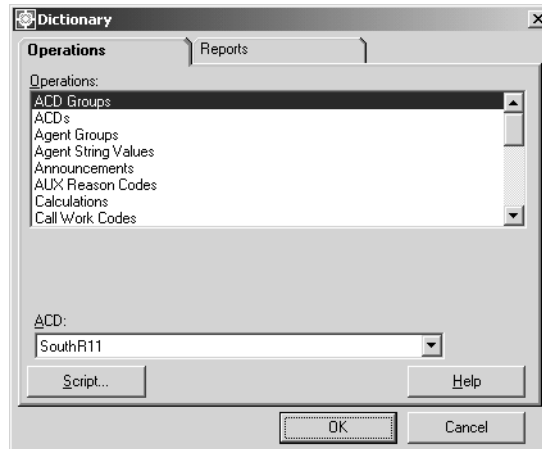 Dictionary
Operations
Reports
Operations:
ACD Groups
ACDs
Agent Groups
Agent String Values
Announcements
AUX Reason Codes
Calculations
Call Work Codes
ACD:
SouthR11
Script...
Help
OK
Cancel